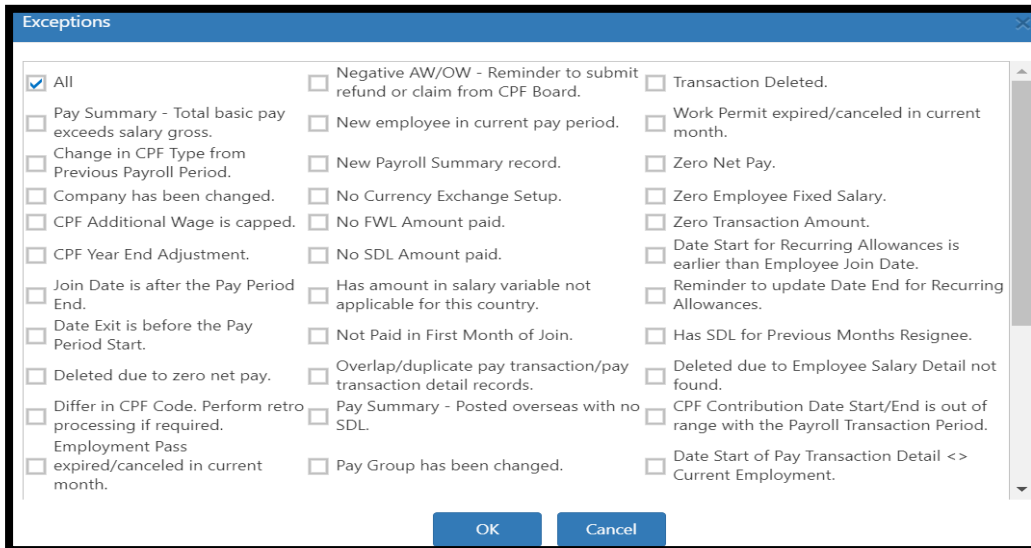 Exceptions
All
Negative AW/OW - Reminder to submit
refund or claim from CPF Board.
Transaction Deleted.
Pay Summary - Total basic pay
exceeds salary gross.
New employee in current pay period.
Work Permit expired/canceled in current
month.
Change in CPF Type from
Previous Payroll Period.
New Payroll Summary record.
Zero Net Pay.
Company has been changed.
No Currency Exchange Setup.
Zero Employee Fixed Salary.
CPF Additional Wage is capped.
No FWL Amount paid.
Zero Transaction Amount.
CPF Year End Adjustment.
No SDL Amount paid.
Date Start for Recurring Allowances is
earlier than Employee Join Date.
Join Date is after the Pay Period
End.
Has amount in salary variable not
applicable for this country.
Reminder to update Date End for Recurring
Allowances.
Date Exit is before the Pay
Period Start.
Not Paid in First Month of Join.
Has SDL for Previous Months Resignee.
Deleted due to zero net pay.
Overlap/duplicate pay transaction/pay
transaction detail records.
Deleted due to Employee Salary Detail not
found.
Differ in CPF Code. Perform retro
processing if required.
Pay Summary - Posted overseas with no
SDL.
CPF Contribution Date Start/End is out of
range with the Payroll Transaction Period.
Employment Pass
expired/canceled in current
month.
Pay Group has been changed.
Date Start of Pay Transaction Detail <>
Current Employment.
OK
Cancel